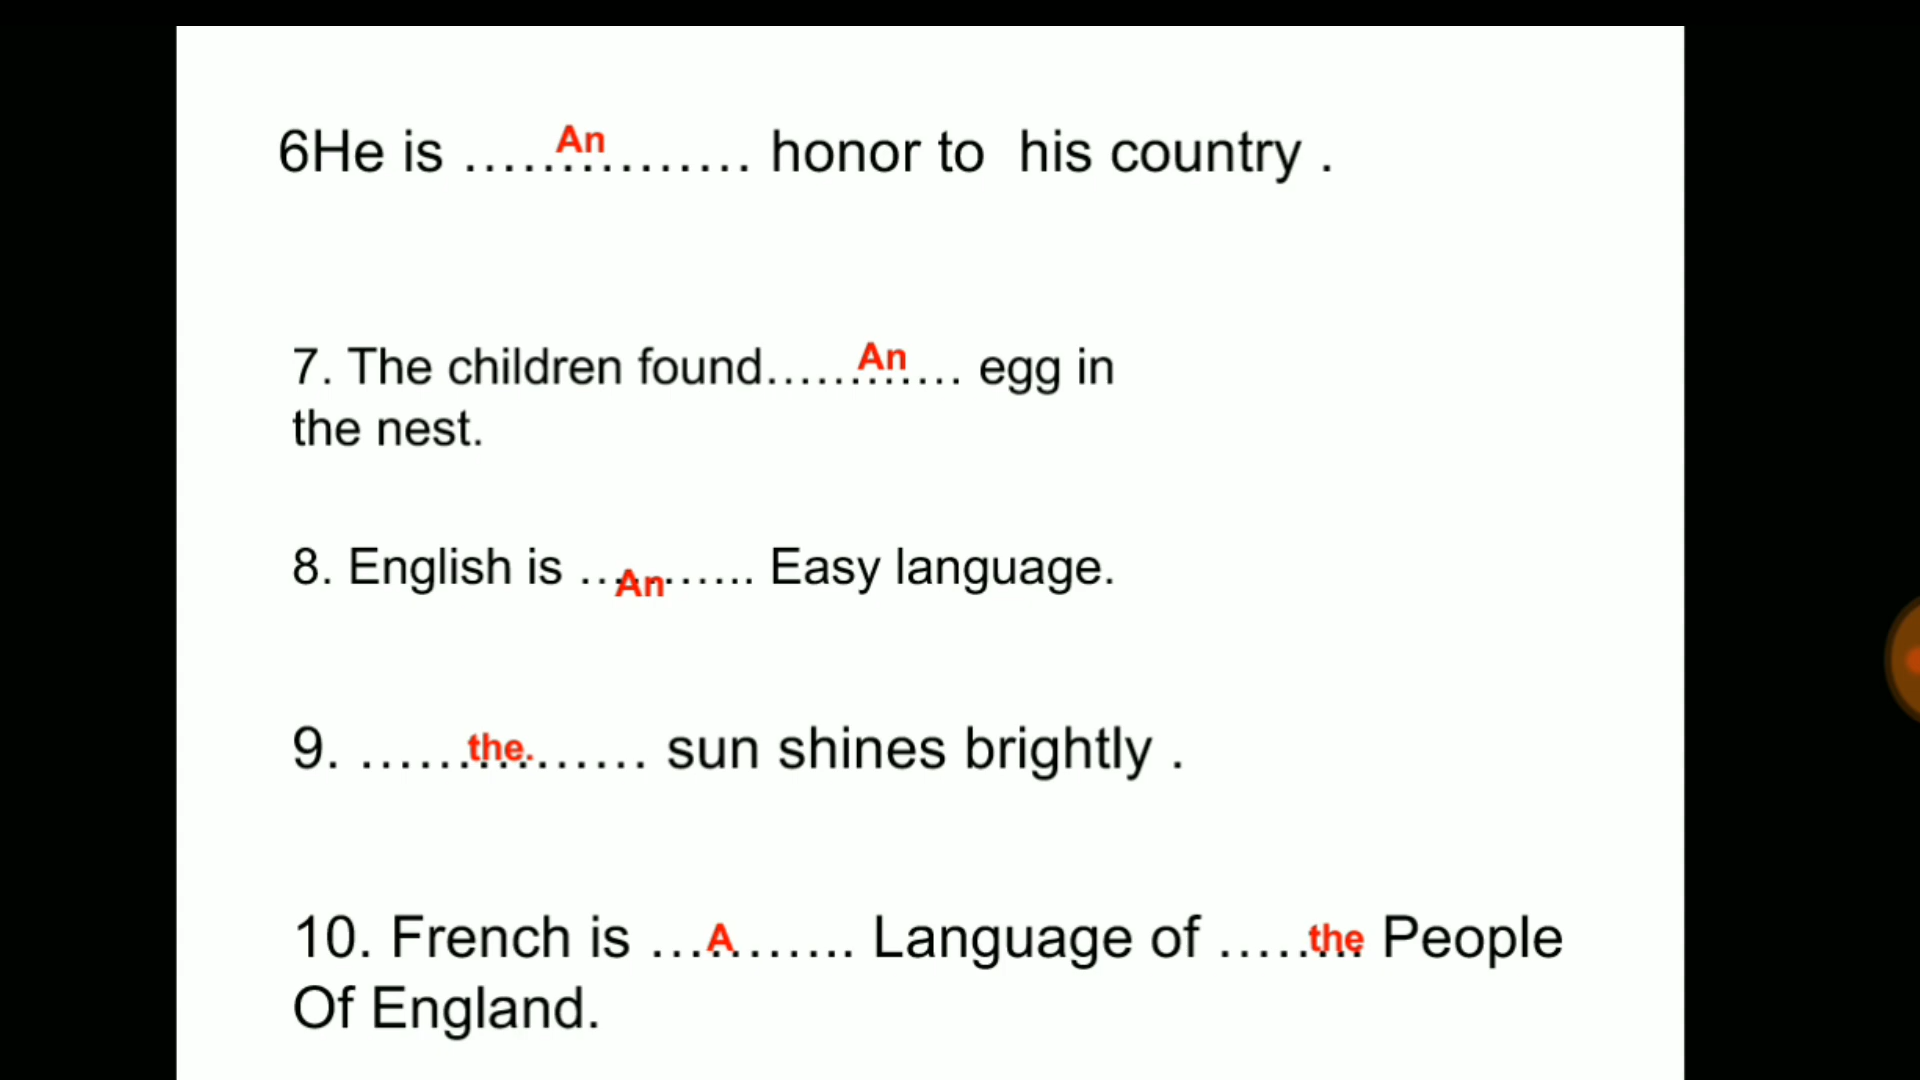 6He is ......An......... honor to his country .
7. The children found......An...... egg in
the nest.
8. English is ..An........ Easy language.
9. ......the......... sun shines brightly .
10. French is ...A....... Language of .....the People
Of England.